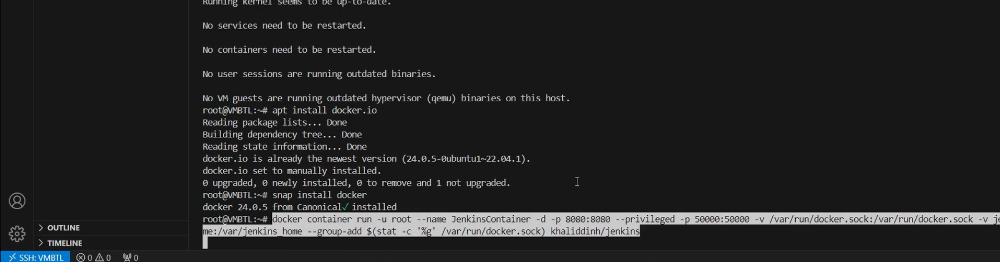 Running kernel seems to be up-to-date.
No services need to be restarted.
No containers need to be restarted.
No user sessions are running outdated binaries.
No VM guests are running outdated hypervisor (qemu) binaries on this host.
root@VMBTL:~# apt install docker.io
Reading package lists... Done
Building dependency tree... Done
Reading state information... Done
docker.io is already the newest version (24.0.5-0ubuntu1~22.04.1).
docker.io set to manually installed.
0 upgraded, 0 newly installed, 0 to remove and 1 not upgraded.
root@VMBTL:~# snap install docker
docker 24.0.5 from Canonical✓ installed
root@VMBTL:~# docker container run -u root --name JenkinsContainer -d -p 8080:8080 --privileged -p 50000:50000 -v /var/run/docker.sock:/var/run/docker.sock -v
me:/var/jenkins_home --group-add $(stat -c '%g' /var/run/docker.sock) khaliddinh/jenkins
OUTLINE
TIMELINE
SSH: VMBTL 0 0 0